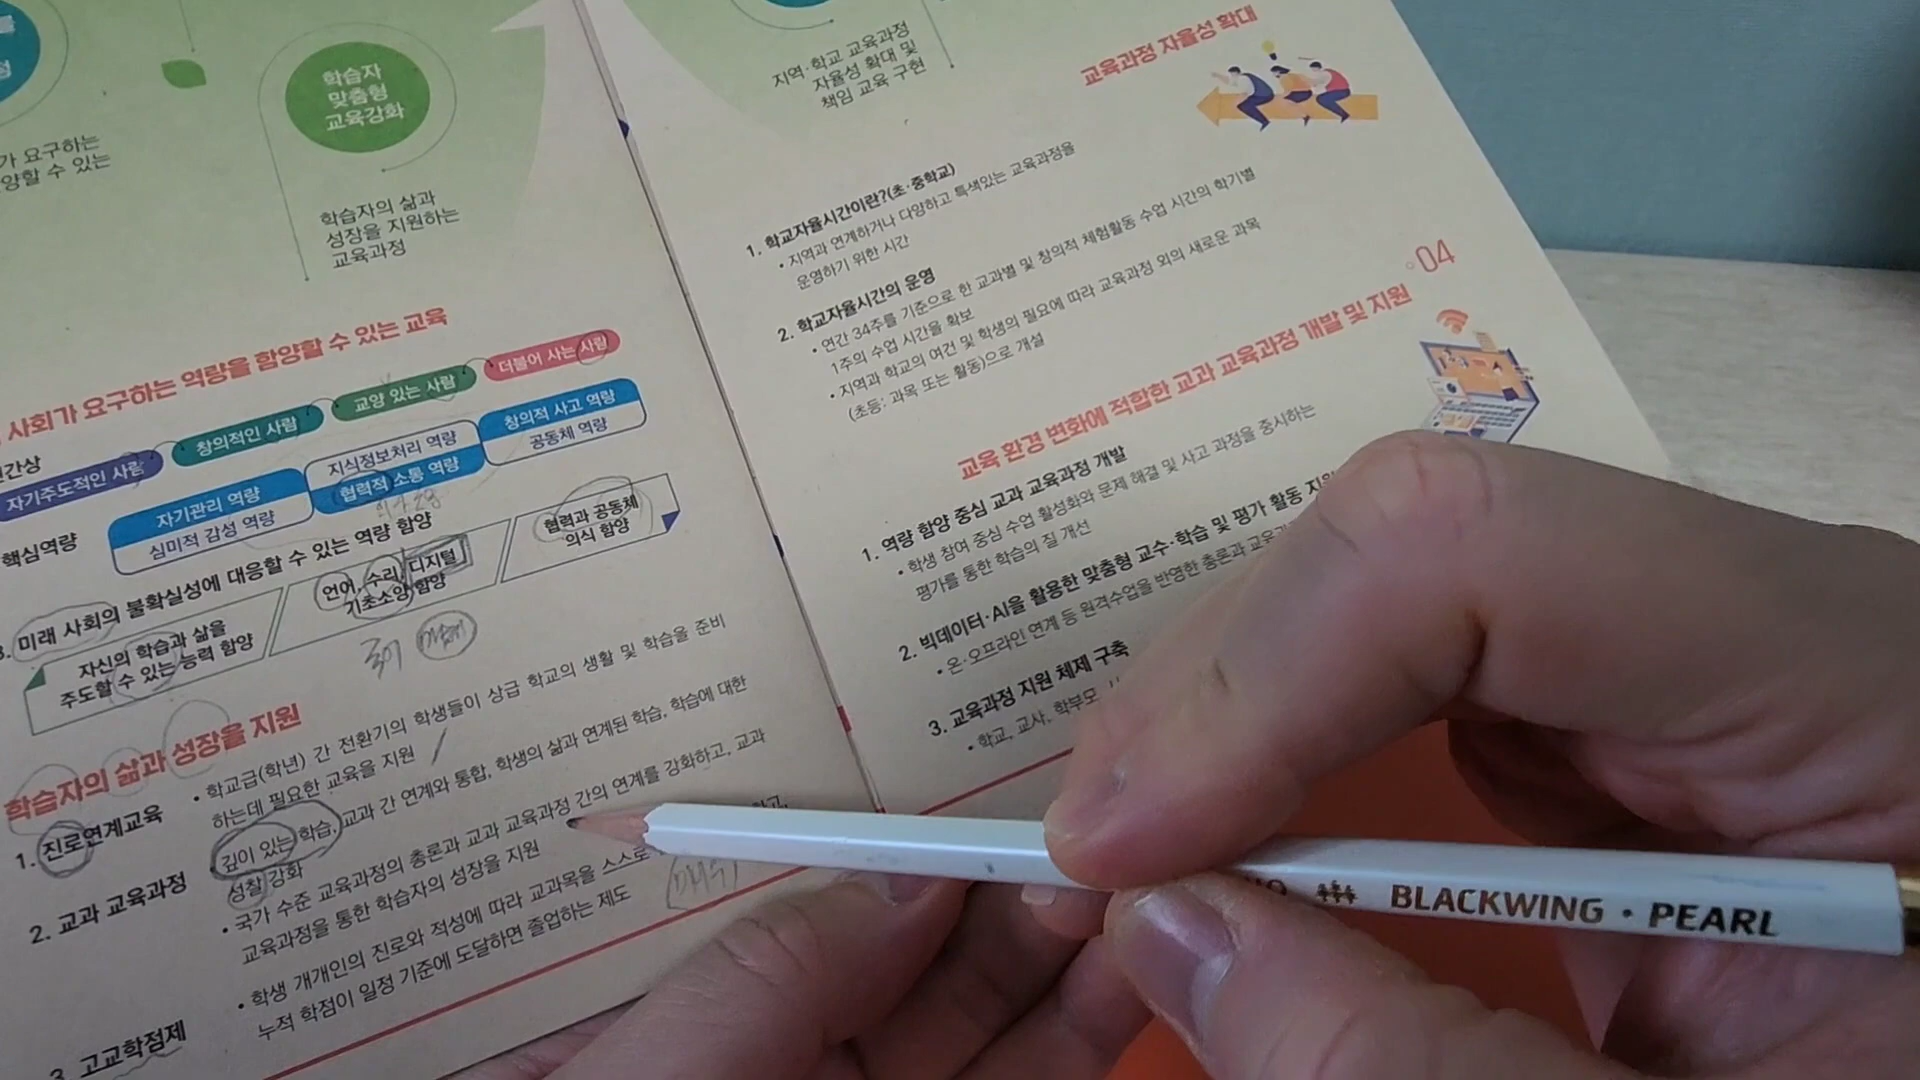 학습자
맞춤형
교육강화
가 요구하는
양할 수 있는
학습자의 삶과
성장을 지원하는
교육과정
사회가 요구하는 역량을 함양할 수 있는 교육
인간상
자기주도적인 사람
창의적인 사람
교양 있는 사람
더불어 사는 사람
핵심역량
자기관리 역량
심미적 감성 역량
지식정보처리 역량
협력적 소통 역량
창의적 사고 역량
공동체 역량
3. 미래 사회의 불확실성에 대응할 수 있는 역량 함양
자신의 학습과 삶을
주도할 수 있는 능력 함양
언어, 수리, 디지털
기초소양 함양
협력과 공동체
의식 함양
학습자의 삶과 성장을 지원
1. 진로연계교육
• 학교급(학년) 간 전환기의 학생들이 상급 학교의 생활 및 학습을 준비
하는데 필요한 교육을 지원
2. 교과 교육과정
깊이 있는 학습, 교과 간 연계와 통합, 학생의 삶과 연계된 학습, 학습에 대한
성찰 강화
• 국가 수준 교육과정의 총론과 교과 교육과정 간의 연계를 강화하고, 교과
교육과정을 통한 학습자의 성장을 지원
3. 고교학점제
• 학생 개개인의 진로와 적성에 따라 교과목을 스스로
누적 학점이 일정 기준에 도달하면 졸업하는 제도
지역·학교 교육과정
자율성 확대 및
책임 교육 구현
교육과정 자율성 확대
1. 학교자율시간이란?(초·중학교)
• 지역과 연계하거나 다양하고 특색있는 교육과정을
운영하기 위한 시간
2. 학교자율시간의 운영
• 연간 34주를 기준으로 한 교과별 및 창의적 체험활동 수업 시간의 학기별
1주의 수업 시간을 확보
• 지역과 학교의 여건 및 학생의 필요에 따라 교육과정 외의 새로운 과목
(초등: 과목 또는 활동)으로 개설
04
교육 환경 변화에 적합한 교과 교육과정 개발 및 지원
1. 역량 함양 중심 교과 교육과정 개발
• 학생 참여 중심 수업 활성화와 문제 해결 및 사고 과정을 중시하는
평가를 통한 학습의 질 개선
2. 빅데이터·AI을 활용한 맞춤형 교수·학습 및 평가 활동 지원
• 온·오프라인 연계 등 원격수업을 반영한 총론과 교육
3. 교육과정 지원 체제 구축
• 학교, 교사, 학부모,
BLACKWING • PEARL